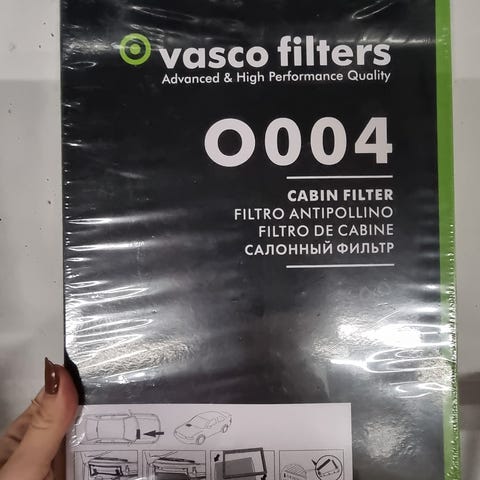 vasco filters
Advanced & High Performance Quality
O004
CABIN FILTER
FILTRO ANTIPOLLINO
FILTRO DE CABINE
САЛОННЫЙ ФИЛЬТР